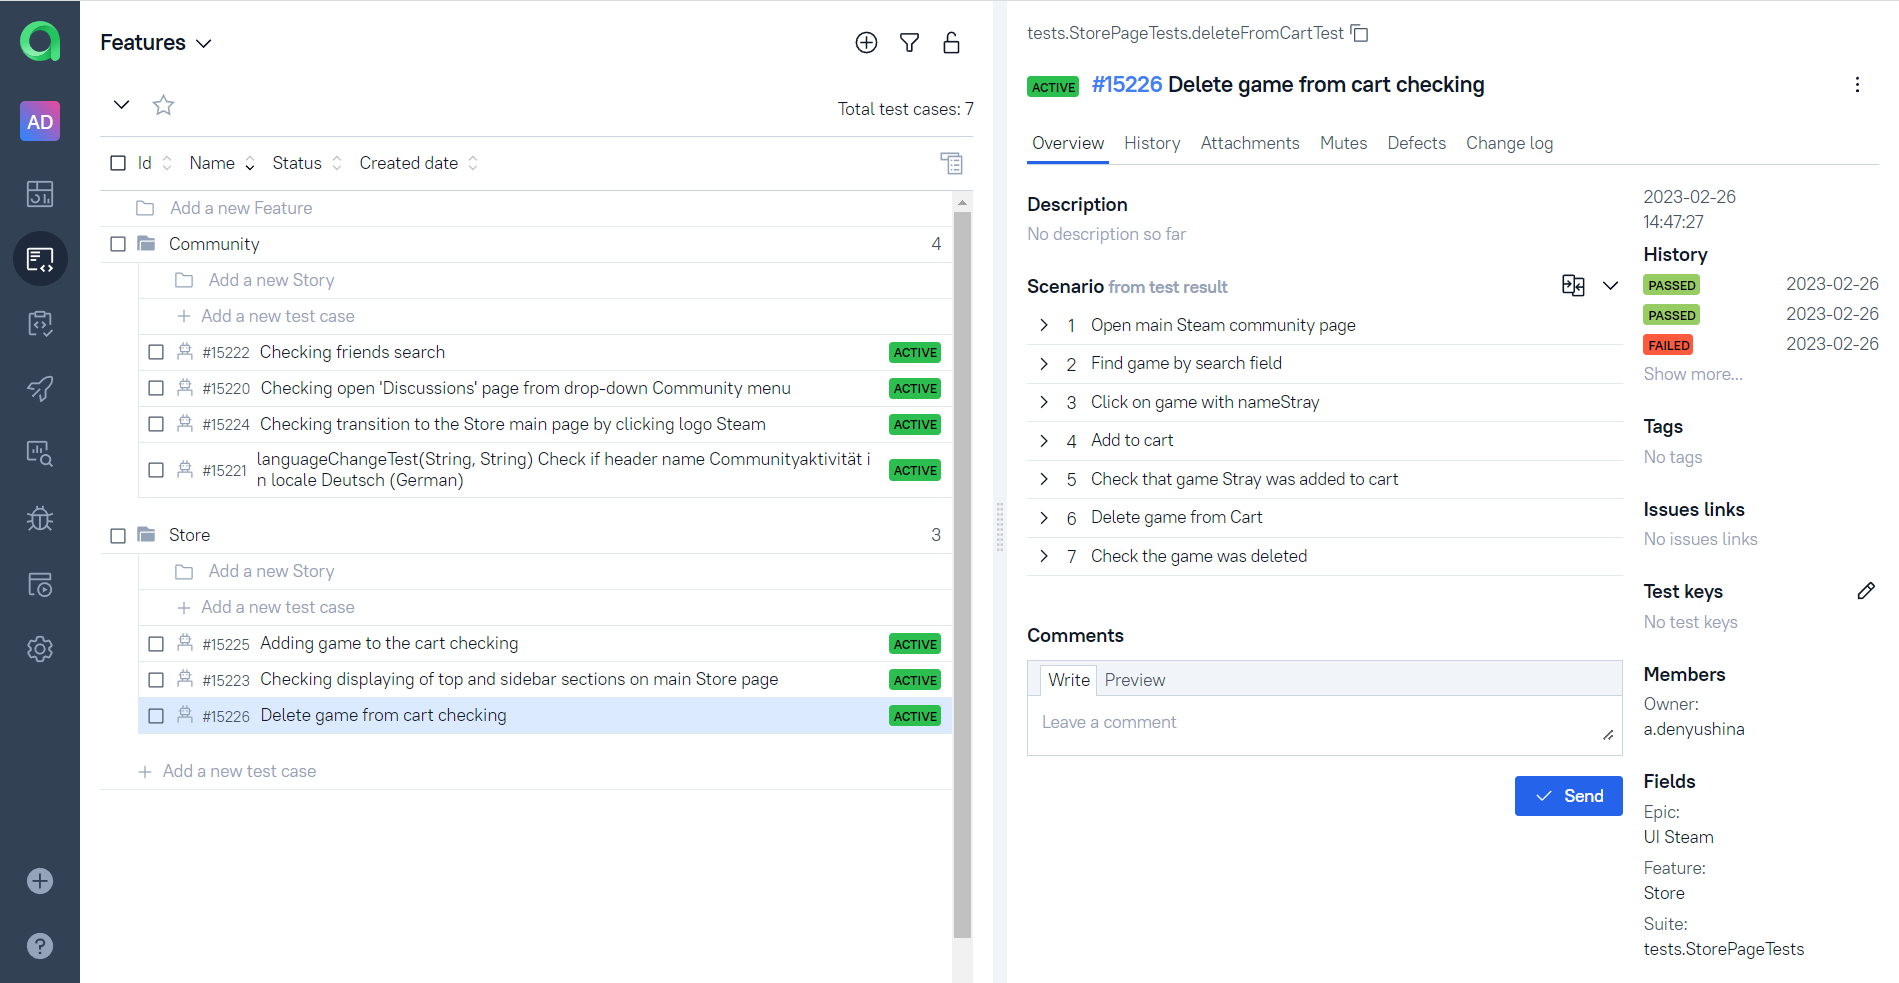 AD
Features
Total test cases: 7
Id Name Status Created date
Add a new Feature
Community 4
Add a new Story
Add a new test case
#15222 Checking friends search ACTIVE
#15220 Checking open 'Discussions' page from drop-down Community menu ACTIVE
#15224 Checking transition to the Store main page by clicking logo Steam ACTIVE
#15221 languageChangeTest(String, String) Check if header name Communityaktivität i
n locale Deutsch (German) ACTIVE
Store 3
Add a new Story
Add a new test case
#15225 Adding game to the cart checking ACTIVE
#15223 Checking displaying of top and sidebar sections on main Store page ACTIVE
#15226 Delete game from cart checking ACTIVE
Add a new test case
tests.StorePageTests.deleteFromCartTest
ACTIVE #15226 Delete game from cart checking
Overview History Attachments Mutes Defects Change log
Description
No description so far
Scenario from test result
1 Open main Steam community page
2 Find game by search field
3 Click on game with nameStray
4 Add to cart
5 Check that game Stray was added to cart
6 Delete game from Cart
7 Check the game was deleted
Comments
Write Preview
Leave a comment
Send
2023-02-26
14:47:27
History
PASSED 2023-02-26
PASSED 2023-02-26
FAILED 2023-02-26
Show more...
Tags
No tags
Issues links
No issues links
Test keys
No test keys
Members
Owner:
a.denyushina
Fields
Epic:
UI Steam
Feature:
Store
Suite:
tests.StorePageTests